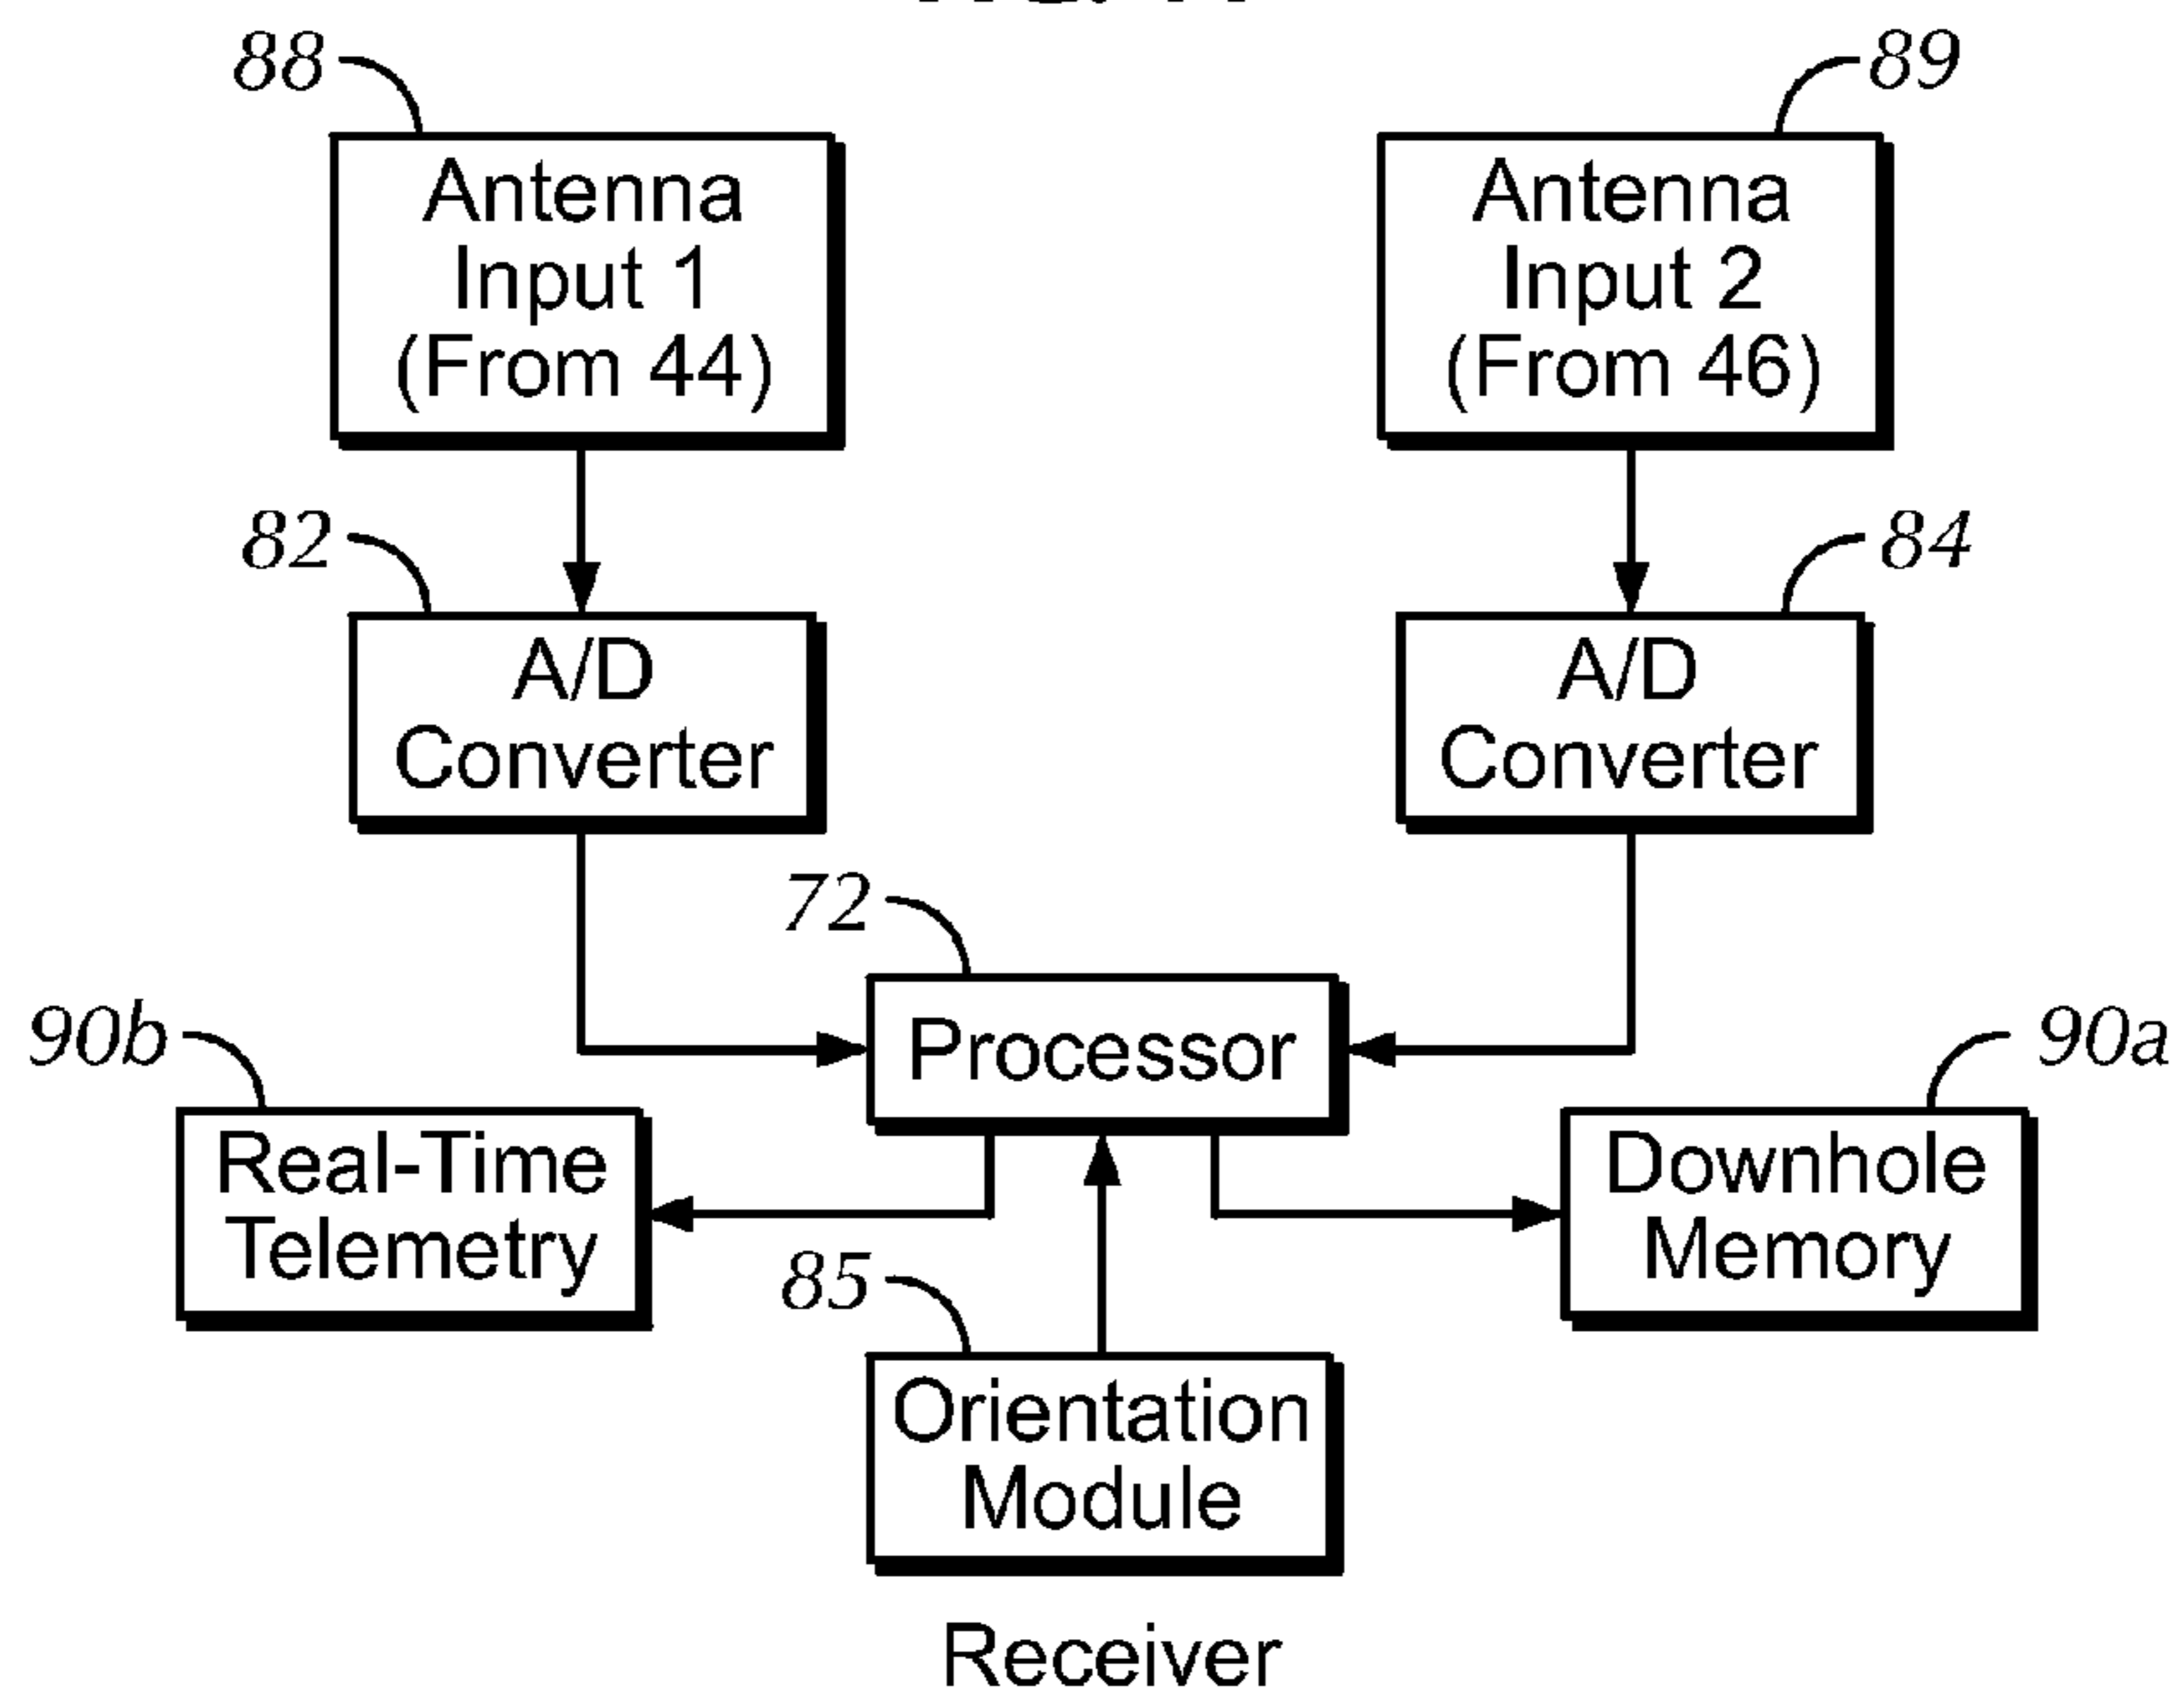 88
89
Antenna
Input 1
(From 44)
Antenna
Input 2
(From 46)
82
84
A/D
Converter
A/D
Converter
72
Processor
90b
90a
Real-Time
Telemetry
Downhole
Memory
85
Orientation
Module
Receiver